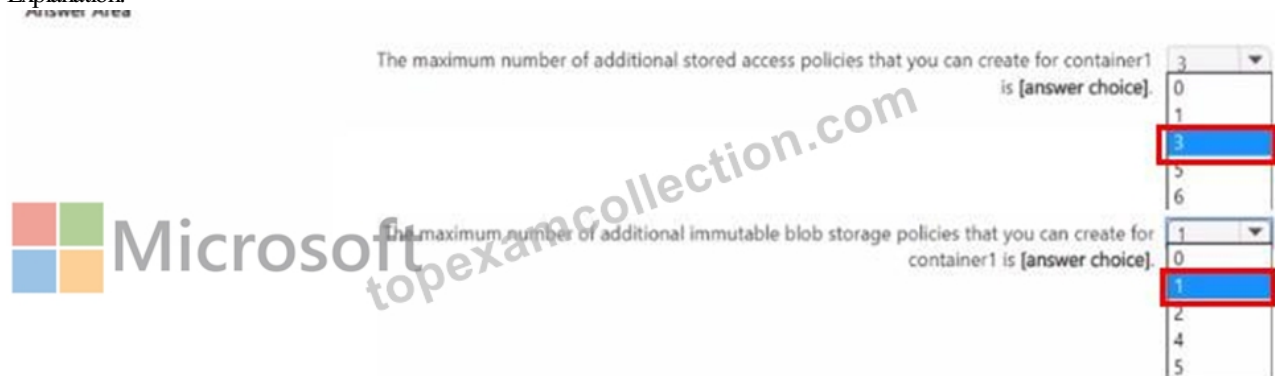 Explanation:
Answer Area
The maximum number of additional stored access policies that you can create for container1 3
is [answer choice]. 0
1
3
5
6
Microsoft
The maximum number of additional immutable blob storage policies that you can create for 1
container1 is [answer choice]. 0
1
2
4
5
topexamcollection.com